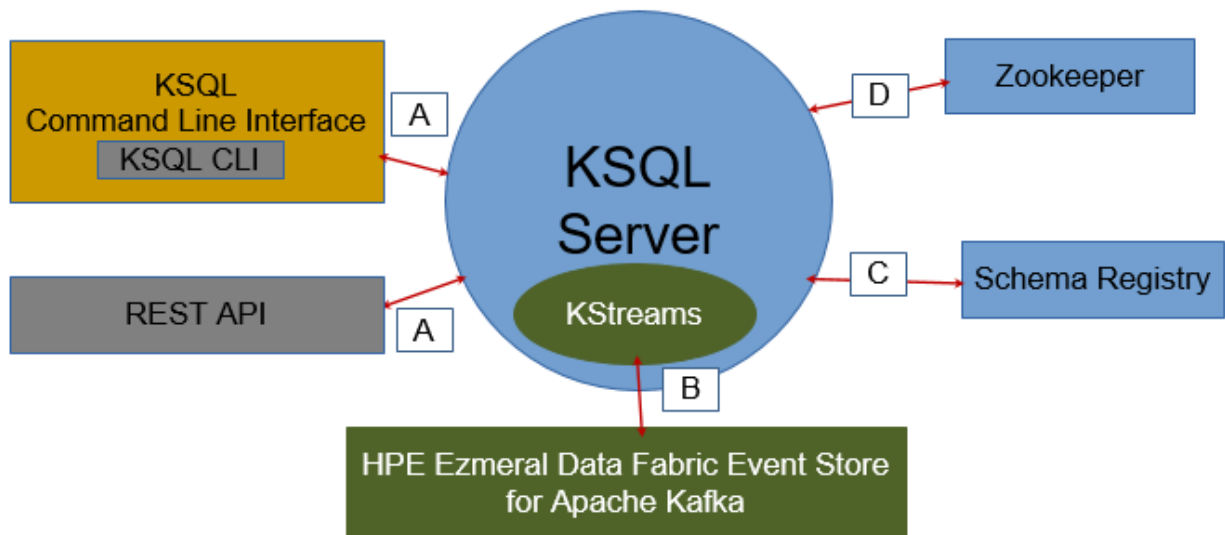 KSQL
Command Line Interface
KSQL CLI
A
REST API
A
KSQL
Server
KStreams
B
D
Zookeeper
C
Schema Registry
HPE Ezmeral Data Fabric Event Store
for Apache Kafka